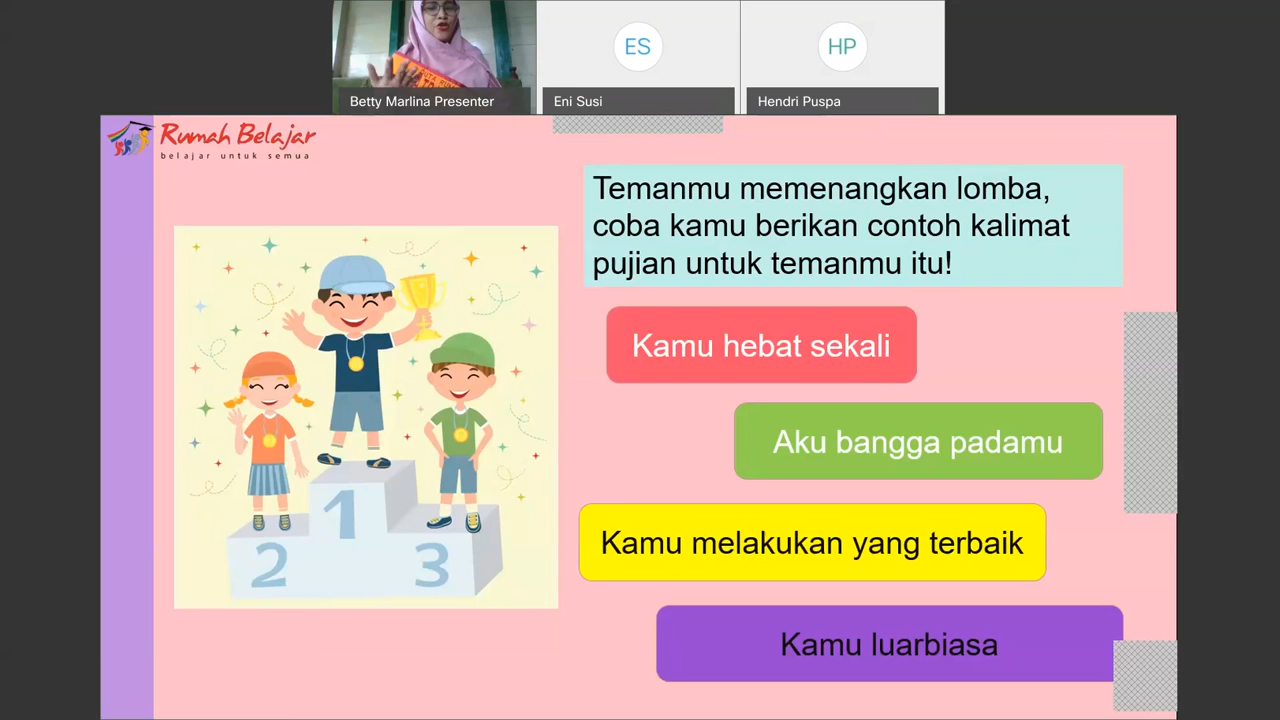 ES
HP
Betty Marlina Presenter
Eni Susi
Hendri Puspa
Rumah Belajar
belajar untuk semua
Temanmu memenangkan lomba,
coba kamu berikan contoh kalimat
pujian untuk temanmu itu!
Kamu hebat sekali
Aku bangga padamu
Kamu melakukan yang terbaik
Kamu luarbiasa
1
2
3